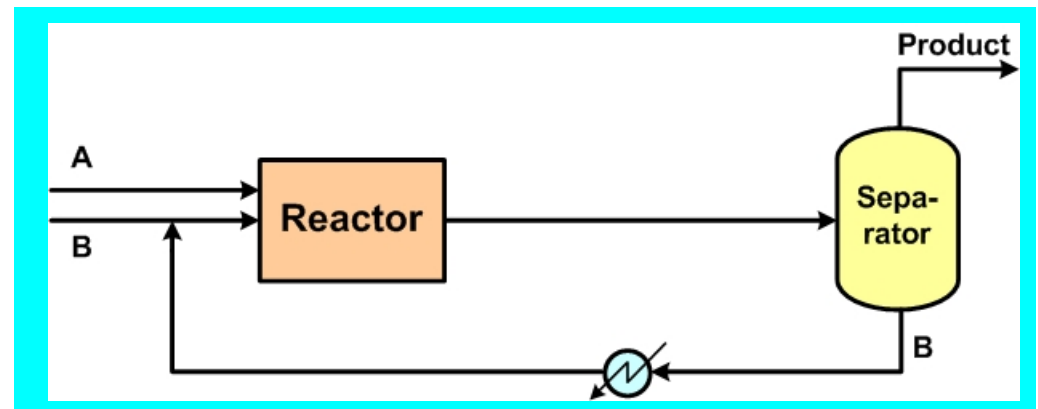 Product
A
Reactor
Sepa-
rator
B
B